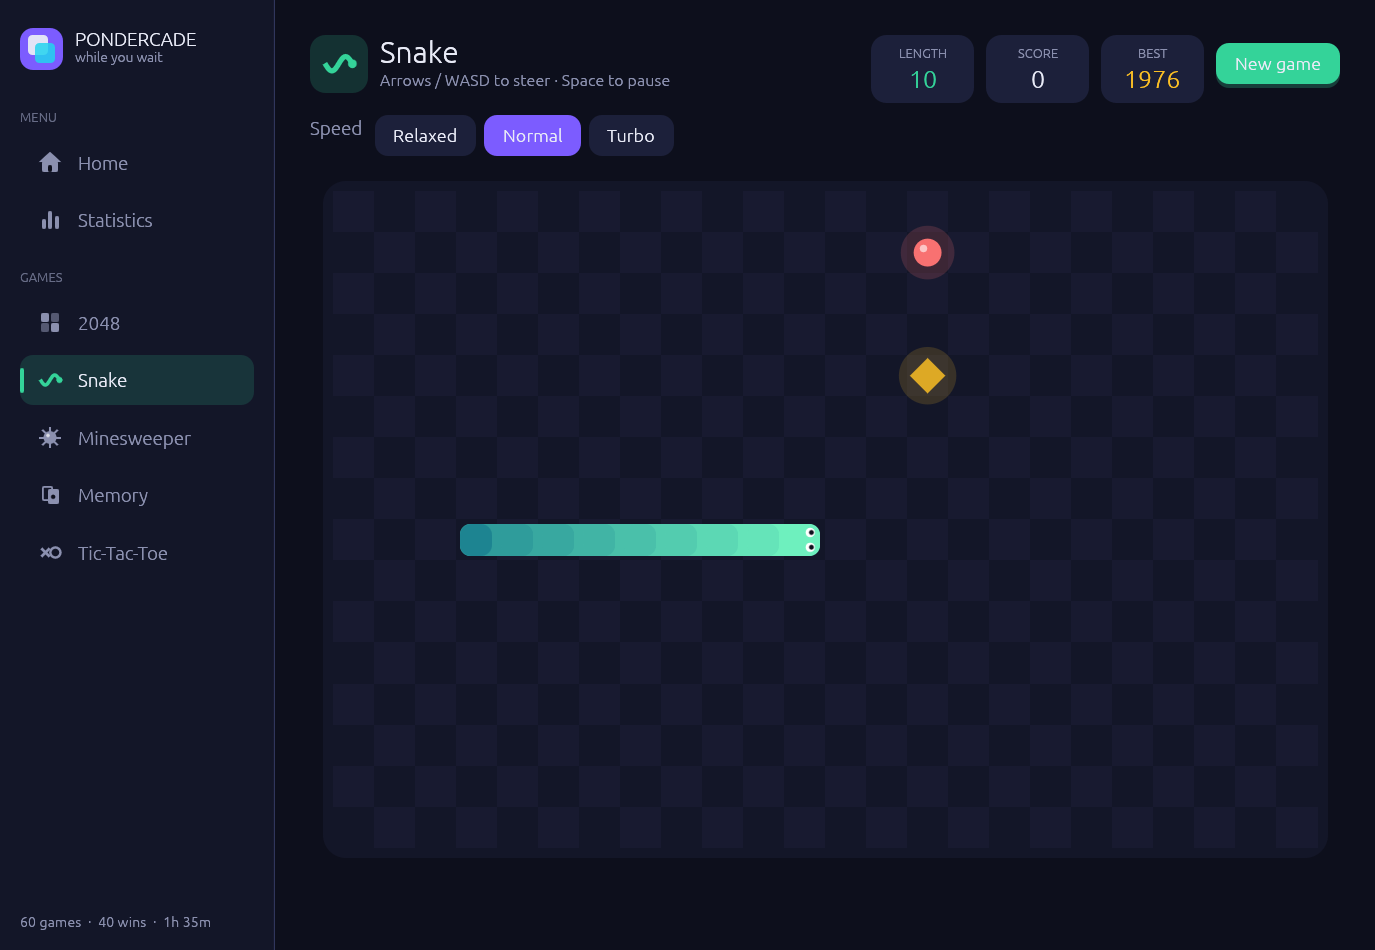 PONDERCADE
while you wait
MENU
Home
Statistics
GAMES
2048
Snake
Minesweeper
Memory
Tic-Tac-Toe
60 games · 40 wins · 1h 35m
Snake
Arrows / WASD to steer · Space to pause
LENGTH
10
SCORE
0
BEST
1976
New game
Speed
Relaxed
Normal
Turbo